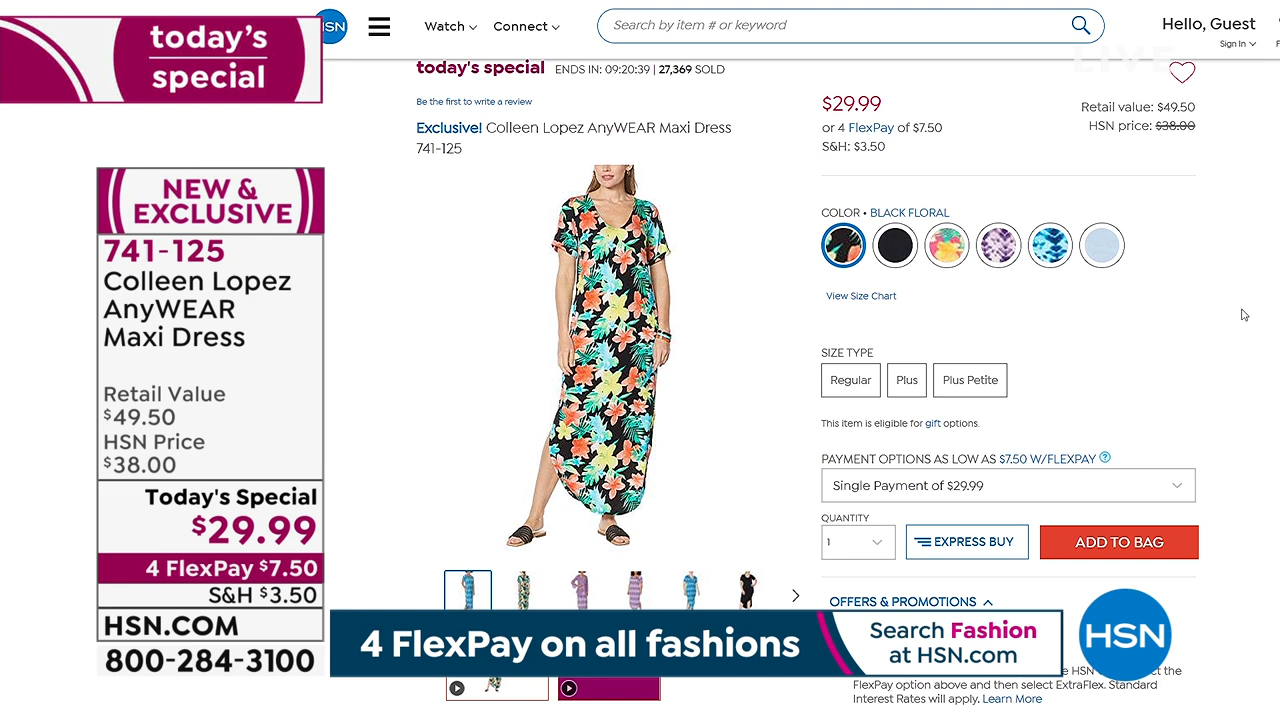 today's
special
HSN
Watch
Connect
Search by item # or keyword
Hello, Guest
Sign In
LIVE
today's special ENDS IN: 09:20:39 | 27,369 SOLD
Be the first to write a review
Exclusive! Colleen Lopez AnyWEAR Maxi Dress
741-125
$29.99
or 4 FlexPay of $7.50
S&H: $3.50
Retail value: $49.50
HSN price: $38.00
COLOR • BLACK FLORAL
View Size Chart
SIZE TYPE
Regular
Plus
Plus Petite
This item is eligible for gift options.
PAYMENT OPTIONS AS LOW AS $7.50 W/FLEXPAY ?
Single Payment of $29.99
QUANTITY
1
EXPRESS BUY
ADD TO BAG
OFFERS & PROMOTIONS
NEW &
EXCLUSIVE
741-125
Colleen Lopez
AnyWEAR
Maxi Dress
Retail Value
$49.50
HSN Price
$38.00
Today's Special
$29.99
4 FlexPay $7.50
S&H $3.50
HSN.COM
800-284-3100
4 FlexPay on all fashions
Search Fashion
at HSN.com
HSN
HSN
ct the
FlexPay option above and then select ExtraFlex. Standard
Interest Rates will apply. Learn More